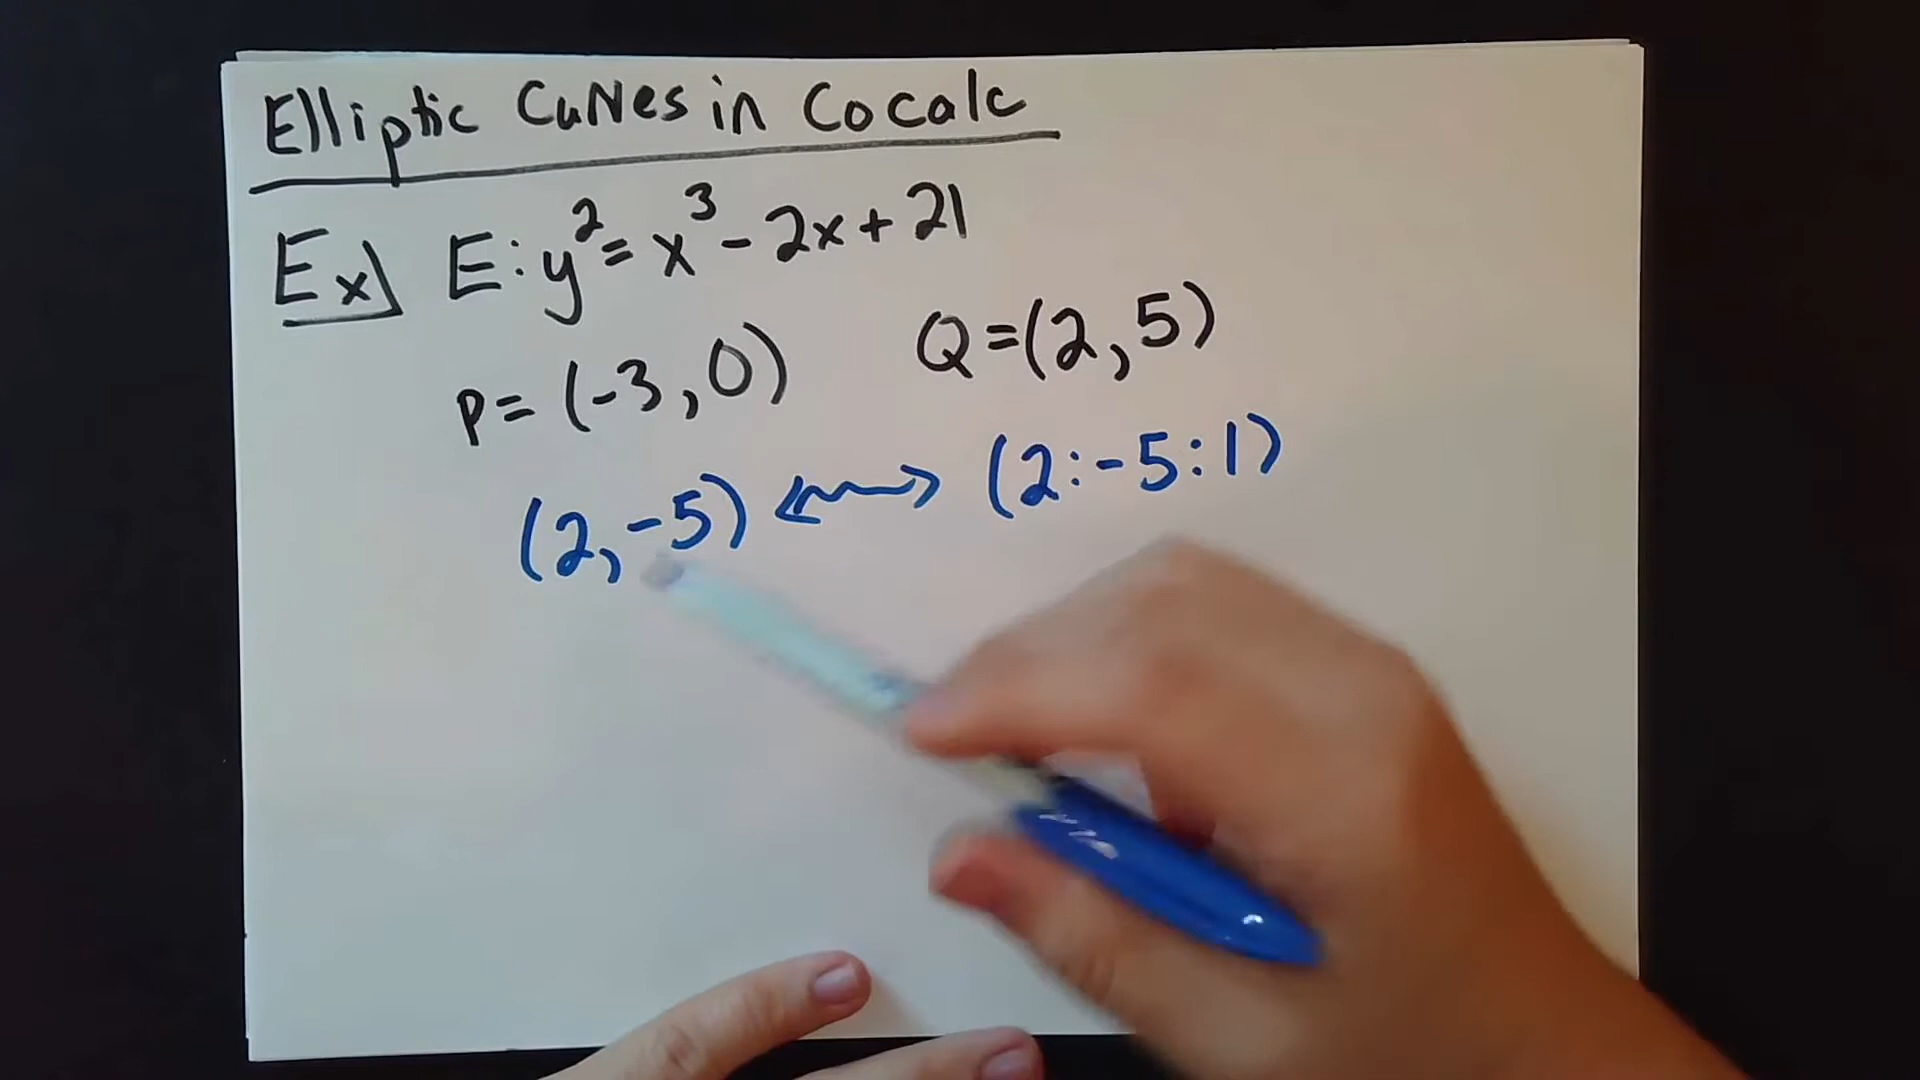 Elliptic Curves in CoCalc
Ex) E: y² = x³ - 2x + 21
P = (-3, 0) Q = (2, 5)
(2, -5) ⟷ (2 : -5 : 1)